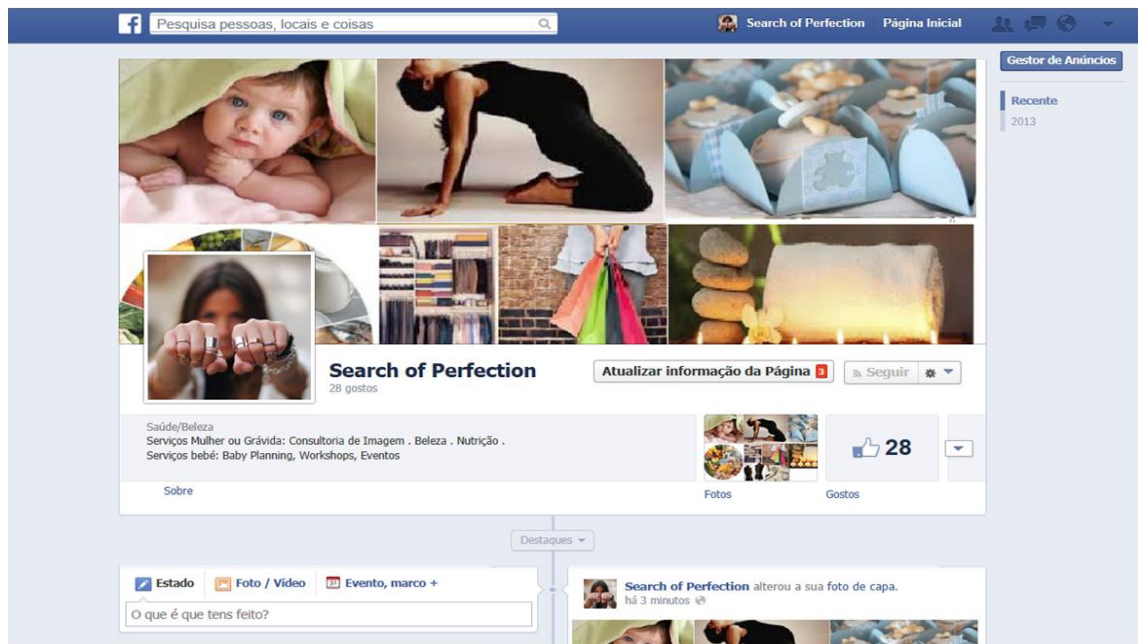 f
Pesquisa pessoas, locais e coisas
Search of Perfection Página Inicial
Gestor de Anúncios
Recente
2013
Search of Perfection
28 gostos
Atualizar informação da Página 3
Seguir
Saúde/Beleza
Serviços Mulher ou Grávida: Consultoria de Imagem . Beleza . Nutrição .
Serviços bebé: Baby Planning, Workshops, Eventos
28
Sobre
Fotos
Gostos
Destaques
Estado
Foto / Vídeo
31
Evento, marco +
O que é que tens feito?
Search of Perfection alterou a sua foto de capa.
há 3 minutos